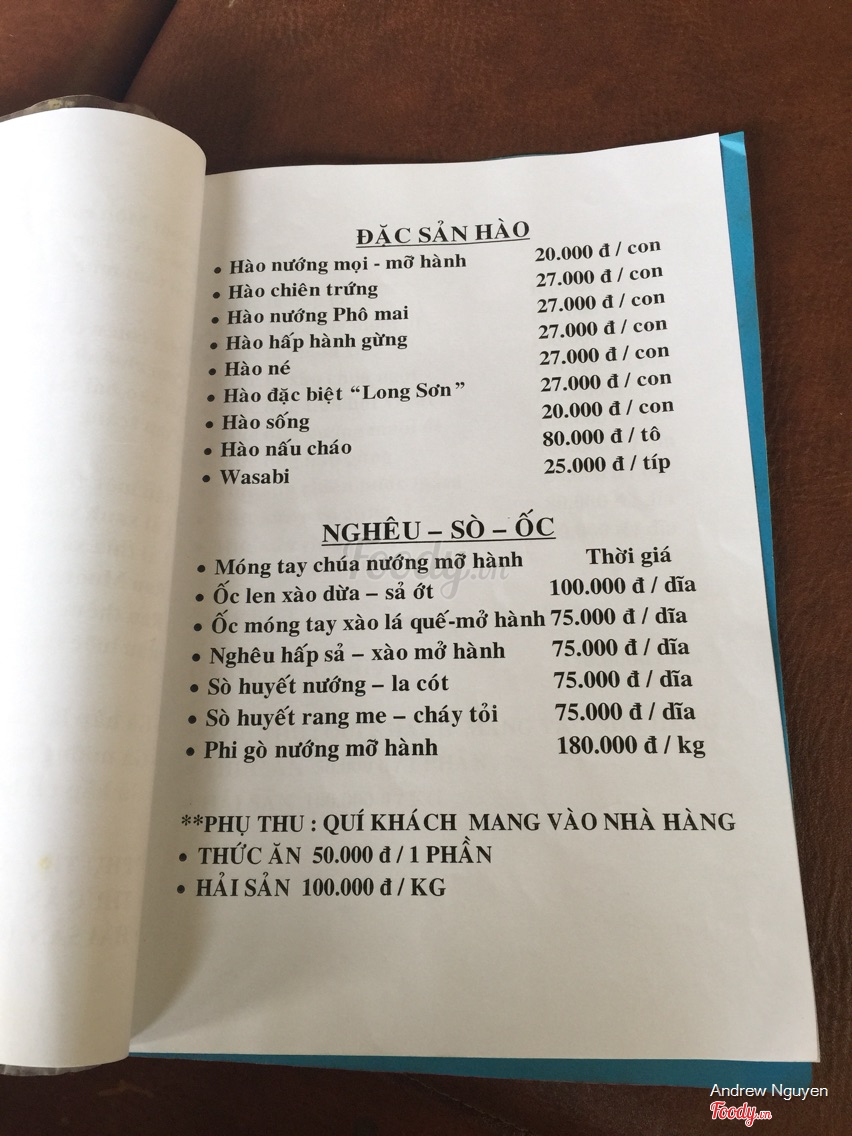 ĐẶC SẢN HÀO
• Hào nướng mọi - mỡ hành 20.000 đ / con
• Hào chiên trứng 27.000 đ / con
• Hào nướng Phô mai 27.000 đ / con
• Hào hấp hành gừng 27.000 đ / con
• Hào né 27.000 đ / con
• Hào đặc biệt “Long Sơn” 27.000 đ / con
• Hào sống 20.000 đ / con
• Hào nấu cháo 80.000 đ / tô
• Wasabi 25.000 đ / típ
NGHÊU – SÒ – ỐC
• Móng tay chúa nướng mỡ hành Thời giá
• Ốc len xào dừa – sả ớt 100.000 đ / dĩa
• Ốc móng tay xào lá quế-mở hành 75.000 đ / dĩa
• Nghêu hấp sả – xào mở hành 75.000 đ / dĩa
• Sò huyết nướng – la cót 75.000 đ / dĩa
• Sò huyết rang me – cháy tỏi 75.000 đ / dĩa
• Phi gò nướng mỡ hành 180.000 đ / kg
**PHỤ THU : QUÍ KHÁCH MANG VÀO NHÀ HÀNG
• THỨC ĂN 50.000 đ / 1 PHẦN
• HẢI SẢN 100.000 đ / KG
Foody.vn
Andrew Nguyen
Foody.vn